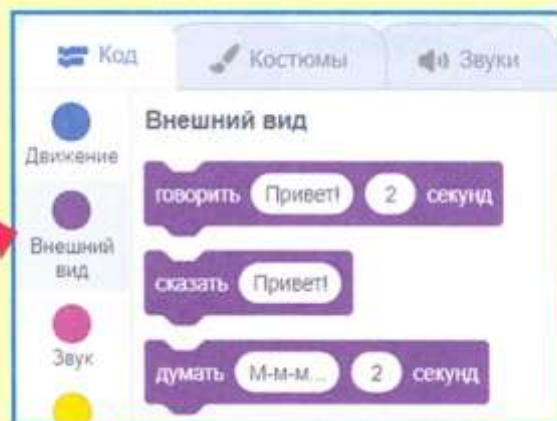 Код
Костюмы
Звуки
Движение
Внешний
вид
Звук
Внешний вид
говорить Привет! 2 секунд
сказать Привет!
думать М-м-м... 2 секунд